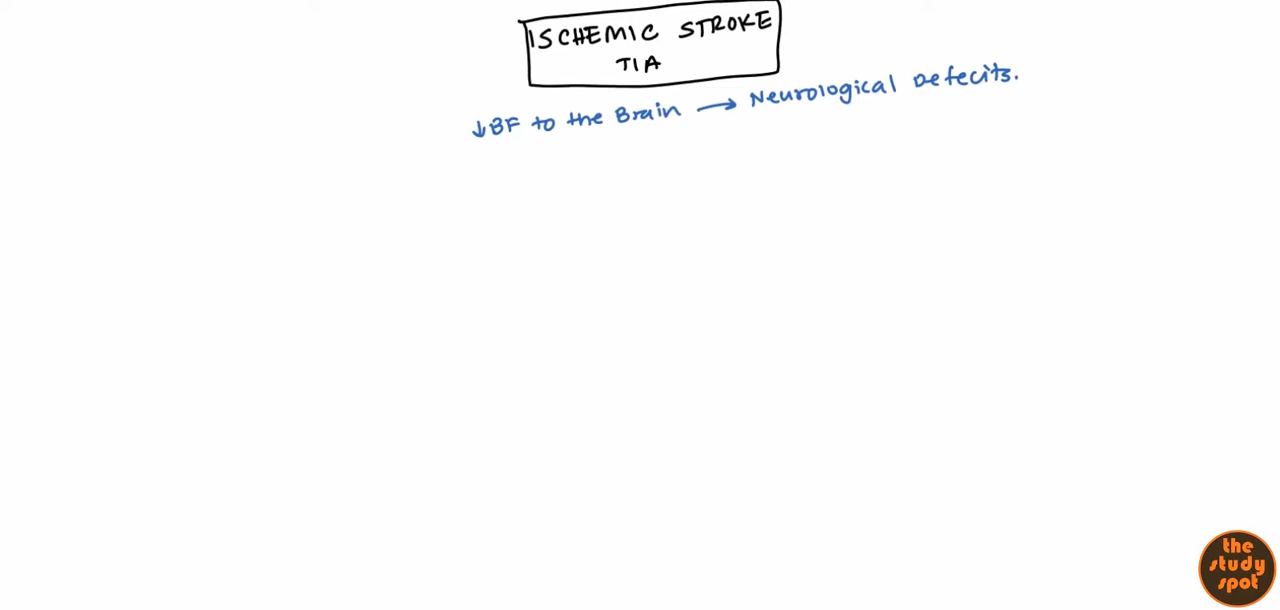 ISCHEMIC STROKE
TIA
↓BF to the Brain → Neurological Defecits.
the
study
spot